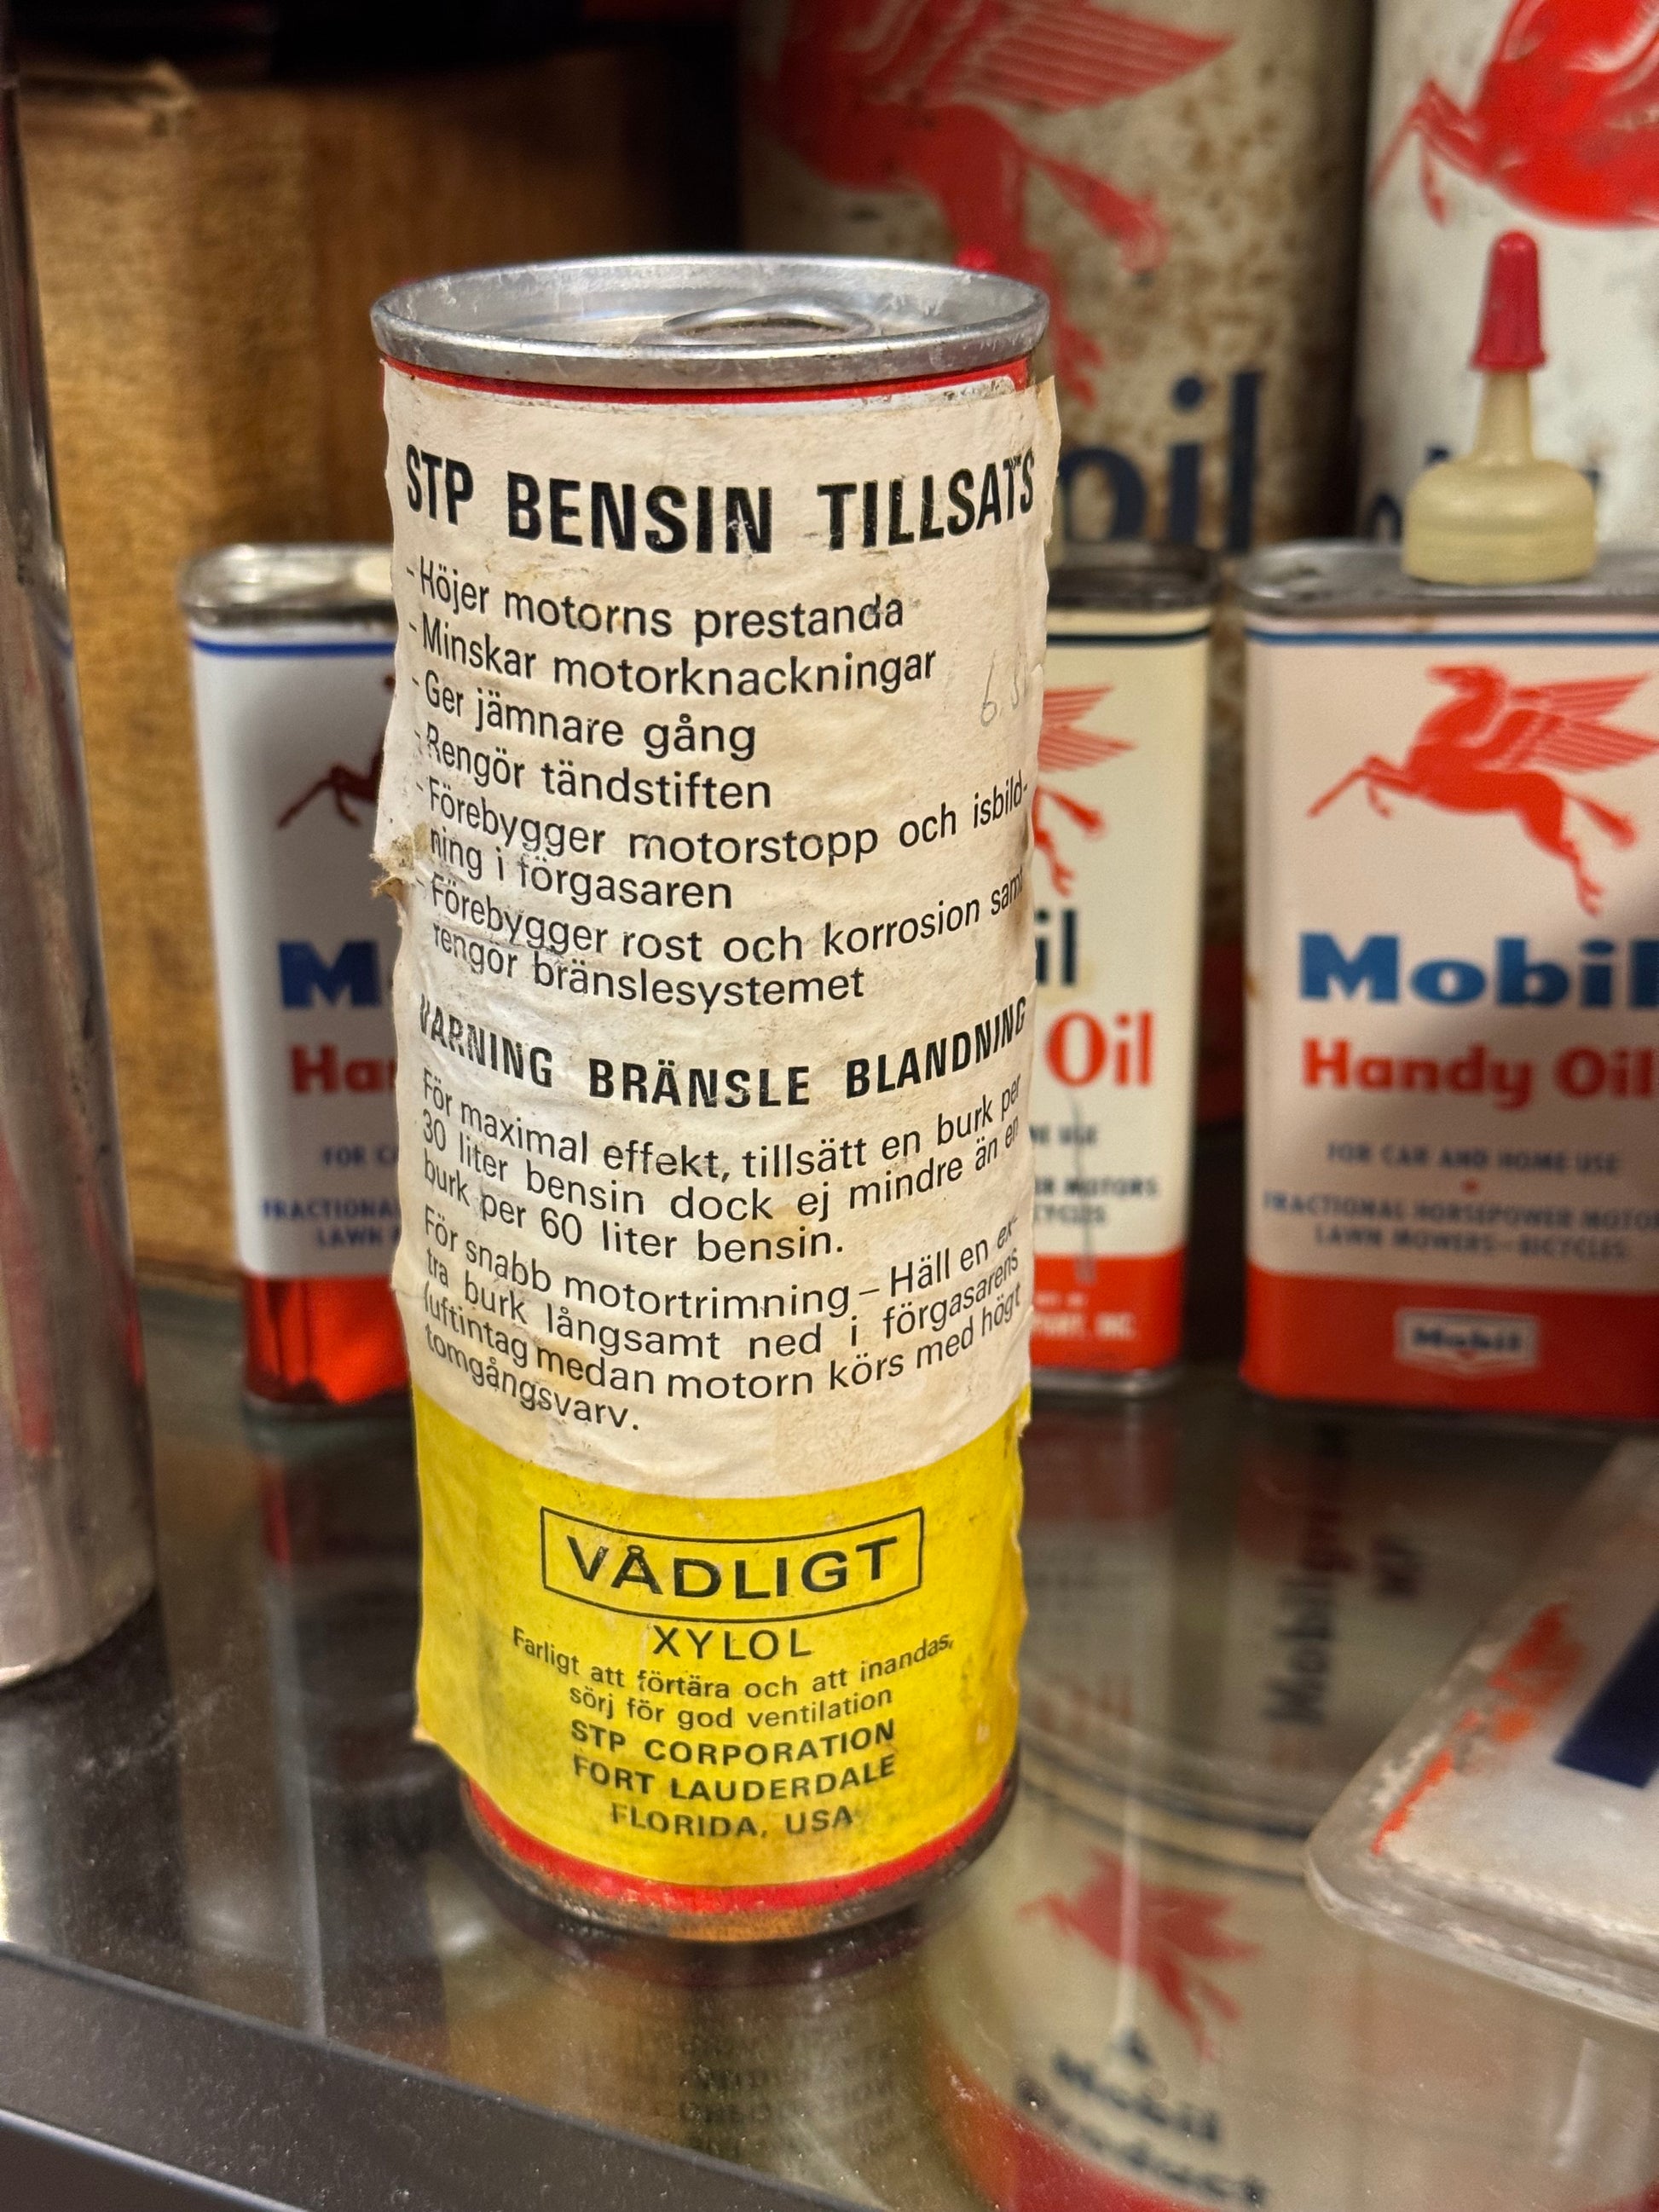 STP BENSIN TILLSATS
-Höjer motorns prestanda
-Minskar motorknackningar
-Ger jämnare gång
-Rengör tändstiften
-Förebygger motorstopp och isbild-
ning i förgasaren
-Förebygger rost och korrosion samt
rengör bränslesystemet
VARNING BRÄNSLE BLANDNING
För maximal effekt, tillsätt en burk per
30 liter bensin dock ej mindre än en
burk per 60 liter bensin.
För snabb motortrimning – Häll en ex-
tra burk långsamt ned i förgasarens
luftintag medan motorn körs med högt
tomgångsvarv.
VÅDLIGT
XYLOL
Farligt att förtära och att inandas,
sörj för god ventilation
STP CORPORATION
FORT LAUDERDALE
FLORIDA, USA
Oil
Mobil
Handy Oil
FOR CAR AND HOME USE
FRACTIONAL HORSEPOWER MOTORS
LAWN MOWERS-BICYCLES
Mobil